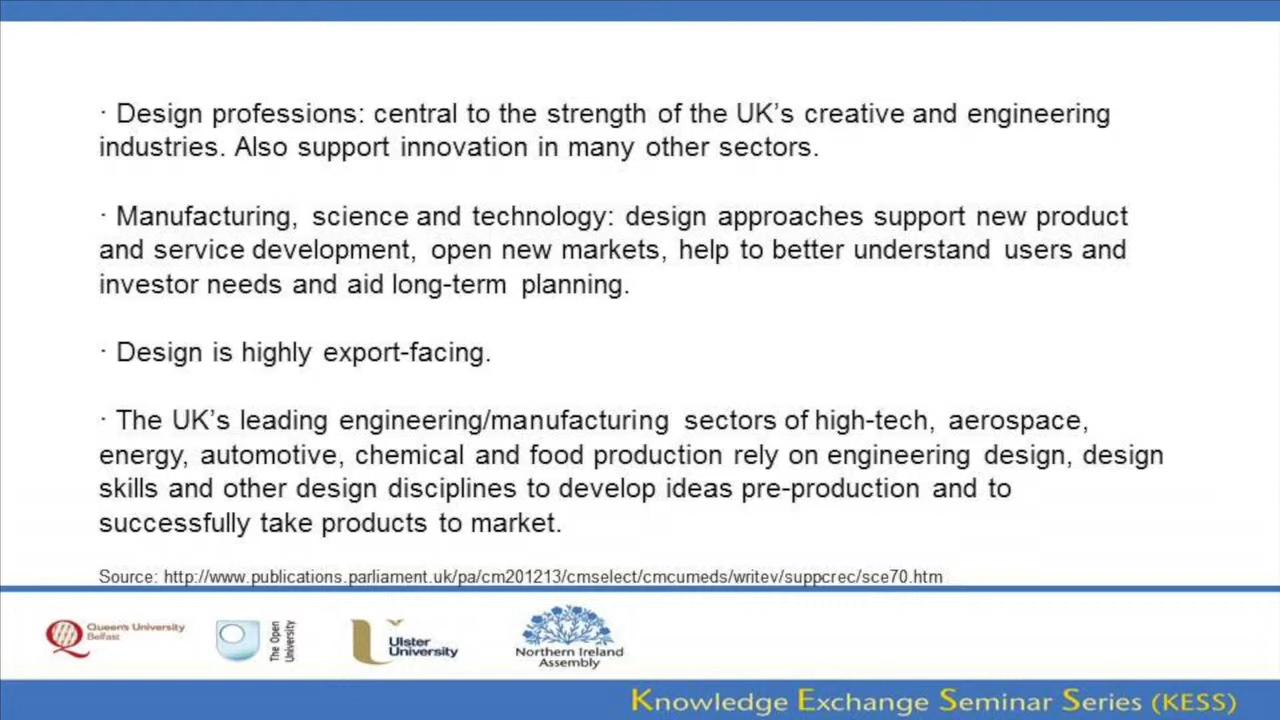 · Design professions: central to the strength of the UK’s creative and engineering
industries. Also support innovation in many other sectors.
· Manufacturing, science and technology: design approaches support new product
and service development, open new markets, help to better understand users and
investor needs and aid long-term planning.
· Design is highly export-facing.
· The UK’s leading engineering/manufacturing sectors of high-tech, aerospace,
energy, automotive, chemical and food production rely on engineering design, design
skills and other design disciplines to develop ideas pre-production and to
successfully take products to market.
Source: http://www.publications.parliament.uk/pa/cm201213/cmselect/cmcumeds/writev/suppcrec/sce70.htm
Queen's University
Belfast
The Open
University
Ulster
University
Northern Ireland
Assembly
Knowledge Exchange Seminar Series (KESS)